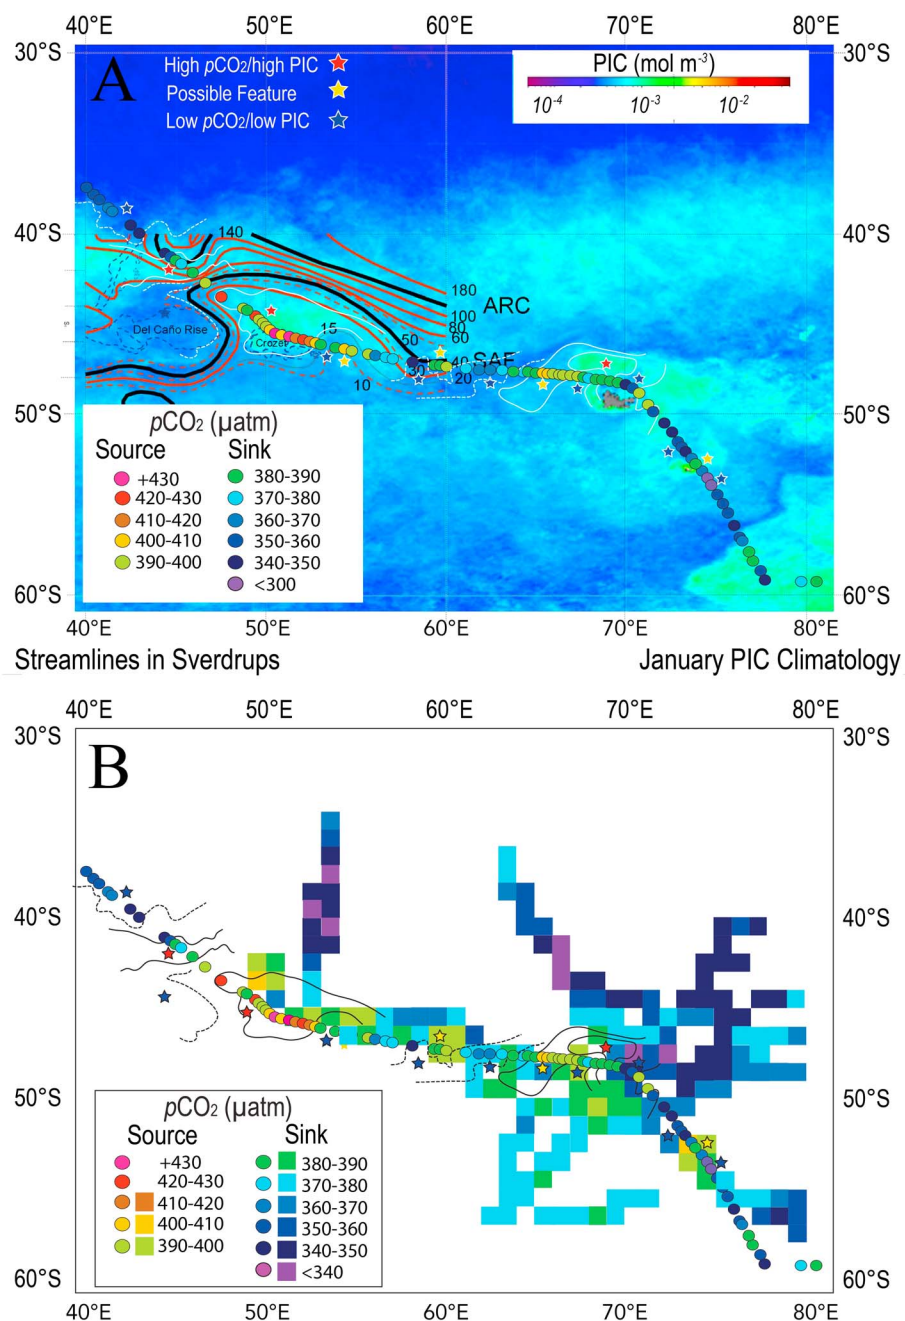 40°E 50°E 60°E 70°E 80°E
30°S 30°S
A
High pCO₂/high PIC
Possible Feature
Low pCO₂/low PIC
PIC (mol m⁻³)
10⁻⁴ 10⁻³ 10⁻²
40°S 40°S
140
180
ARC
100
80
60
Del Caño Rise
Crozet
15
50
SAF
40
30
20
10
50°S 50°S
pCO₂ (µatm)
Source Sink
+430 380-390
420-430 370-380
410-420 360-370
400-410 350-360
390-400 340-350
<300
60°S 60°S
40°E 50°E 60°E 70°E 80°E
Streamlines in Sverdrups January PIC Climatology
40°E 50°E 60°E 70°E 80°E
30°S 30°S
B
40°S 40°S
50°S 50°S
pCO₂ (µatm)
Source Sink
+430 380-390
420-430 370-380
410-420 360-370
400-410 350-360
390-400 340-350
<340
60°S 60°S
40°E 50°E 60°E 70°E 80°E